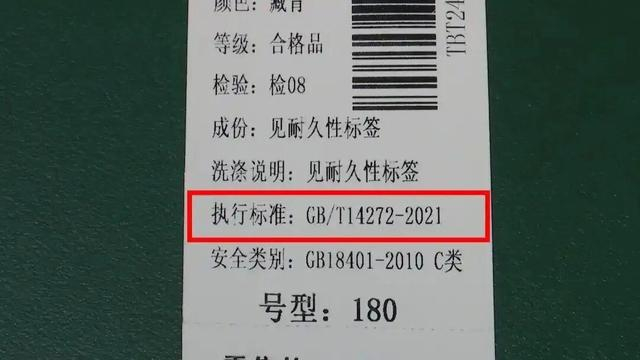 颜色：藏青
等级：合格品
检验：检08
成份：见耐久性标签
洗涤说明：见耐久性标签
执行标准：GB/T14272-2021
安全类别：GB18401-2010 C类
号型：180
TBT24